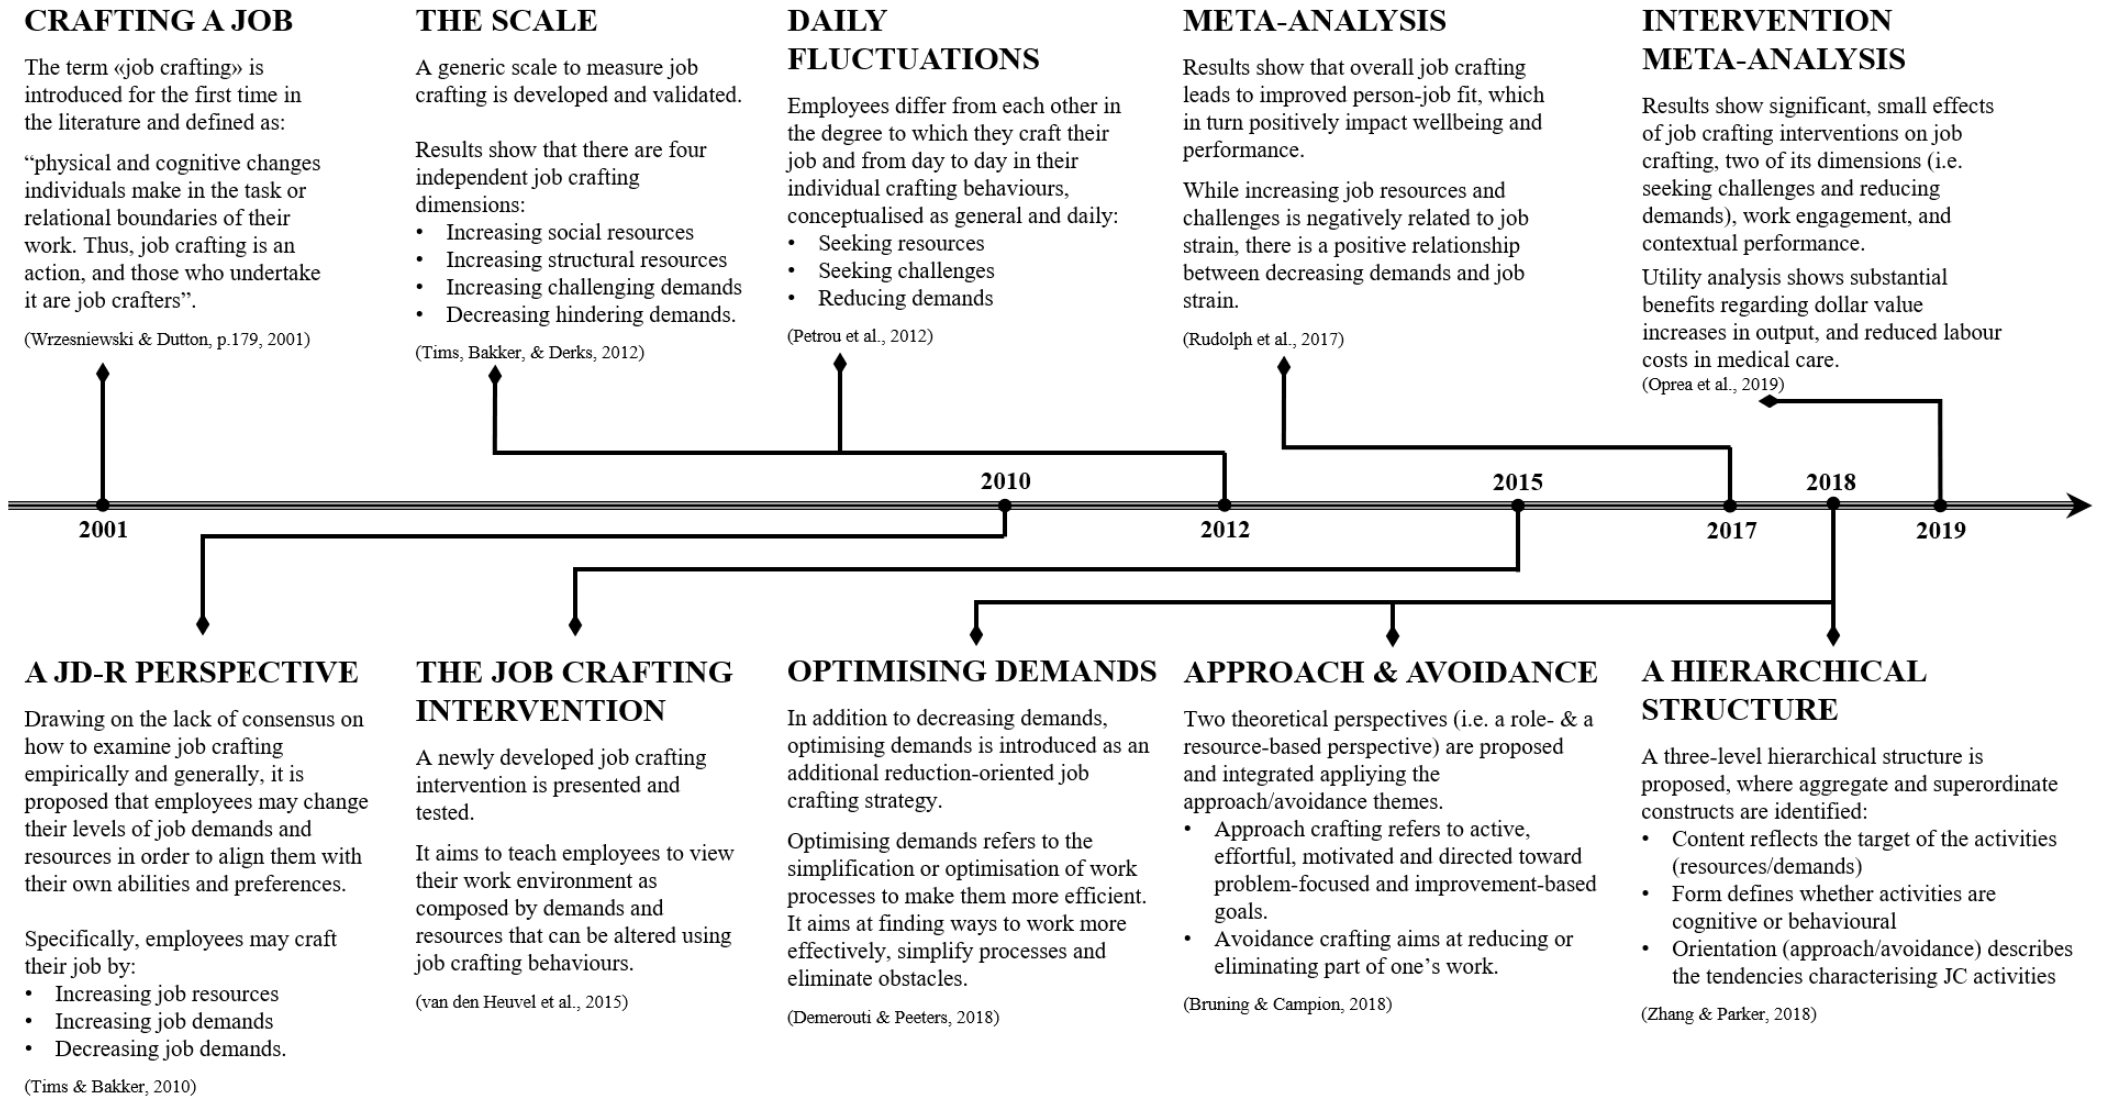 CRAFTING A JOB
The term «job crafting» is
introduced for the first time in
the literature and defined as:
“physical and cognitive changes
individuals make in the task or
relational boundaries of their
work. Thus, job crafting is an
action, and those who undertake
it are job crafters”.
(Wrzesniewski & Dutton, p.179, 2001)
THE SCALE
A generic scale to measure job
crafting is developed and validated.
Results show that there are four
independent job crafting
dimensions:
• Increasing social resources
• Increasing structural resources
• Increasing challenging demands
• Decreasing hindering demands.
(Tims, Bakker, & Derks, 2012)
DAILY
FLUCTUATIONS
Employees differ from each other in
the degree to which they craft their
job and from day to day in their
individual crafting behaviours,
conceptualised as general and daily:
• Seeking resources
• Seeking challenges
• Reducing demands
(Petrou et al., 2012)
META-ANALYSIS
Results show that overall job crafting
leads to improved person-job fit, which
in turn positively impact wellbeing and
performance.
While increasing job resources and
challenges is negatively related to job
strain, there is a positive relationship
between decreasing demands and job
strain.
(Rudolph et al., 2017)
INTERVENTION
META-ANALYSIS
Results show significant, small effects
of job crafting interventions on job
crafting, two of its dimensions (i.e.
seeking challenges and reducing
demands), work engagement, and
contextual performance.
Utility analysis shows substantial
benefits regarding dollar value
increases in output, and reduced labour
costs in medical care.
(Oprea et al., 2019)
2001
2010
2012
2015
2017
2018
2019
A JD-R PERSPECTIVE
Drawing on the lack of consensus on
how to examine job crafting
empirically and generally, it is
proposed that employees may change
their levels of job demands and
resources in order to align them with
their own abilities and preferences.
Specifically, employees may craft
their job by:
• Increasing job resources
• Increasing job demands
• Decreasing job demands.
(Tims & Bakker, 2010)
THE JOB CRAFTING
INTERVENTION
A newly developed job crafting
intervention is presented and
tested.
It aims to teach employees to view
their work environment as
composed by demands and
resources that can be altered using
job crafting behaviours.
(van den Heuvel et al., 2015)
OPTIMISING DEMANDS
In addition to decreasing demands,
optimising demands is introduced as an
additional reduction-oriented job
crafting strategy.
Optimising demands refers to the
simplification or optimisation of work
processes to make them more efficient.
It aims at finding ways to work more
effectively, simplify processes and
eliminate obstacles.
(Demerouti & Peeters, 2018)
APPROACH & AVOIDANCE
Two theoretical perspectives (i.e. a role- & a
resource-based perspective) are proposed
and integrated appliying the
approach/avoidance themes.
• Approach crafting refers to active,
effortful, motivated and directed toward
problem-focused and improvement-based
goals.
• Avoidance crafting aims at reducing or
eliminating part of one’s work.
(Bruning & Campion, 2018)
A HIERARCHICAL
STRUCTURE
A three-level hierarchical structure is
proposed, where aggregate and superordinate
constructs are identified:
• Content reflects the target of the activities
(resources/demands)
• Form defines whether activities are
cognitive or behavioural
• Orientation (approach/avoidance) describes
the tendencies characterising JC activities
(Zhang & Parker, 2018)